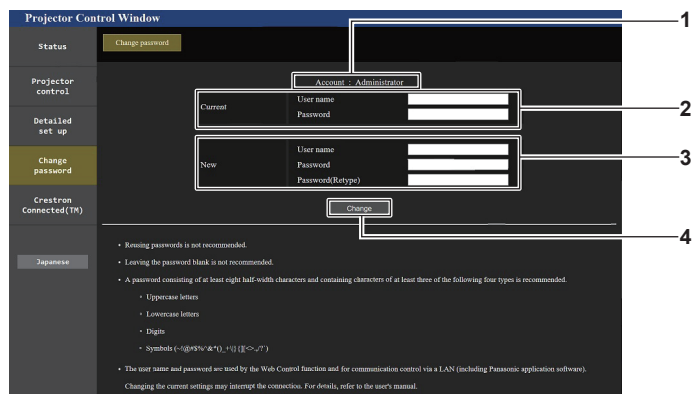 Projector Control Window
1
Status
Change password
Account : Administrator
Projector
control
Current
User name
Password
2
Detailed
set up
Change
password
New
User name
Password
Password(Retype)
3
Crestron
Connected(TM)
Change
4
• Reusing passwords is not recommended.
Japanese
• Leaving the password blank is not recommended.
• A password consisting of at least eight half-width characters and containing characters of at least three of the following four types is recommended.
• Uppercase letters
• Lowercase letters
• Digits
• Symbols
• The user name and password are used by the Web Control function and for communication control via a LAN (including Panasonic application software).
Changing the current settings may interrupt the connection. For details, refer to the user's manual.